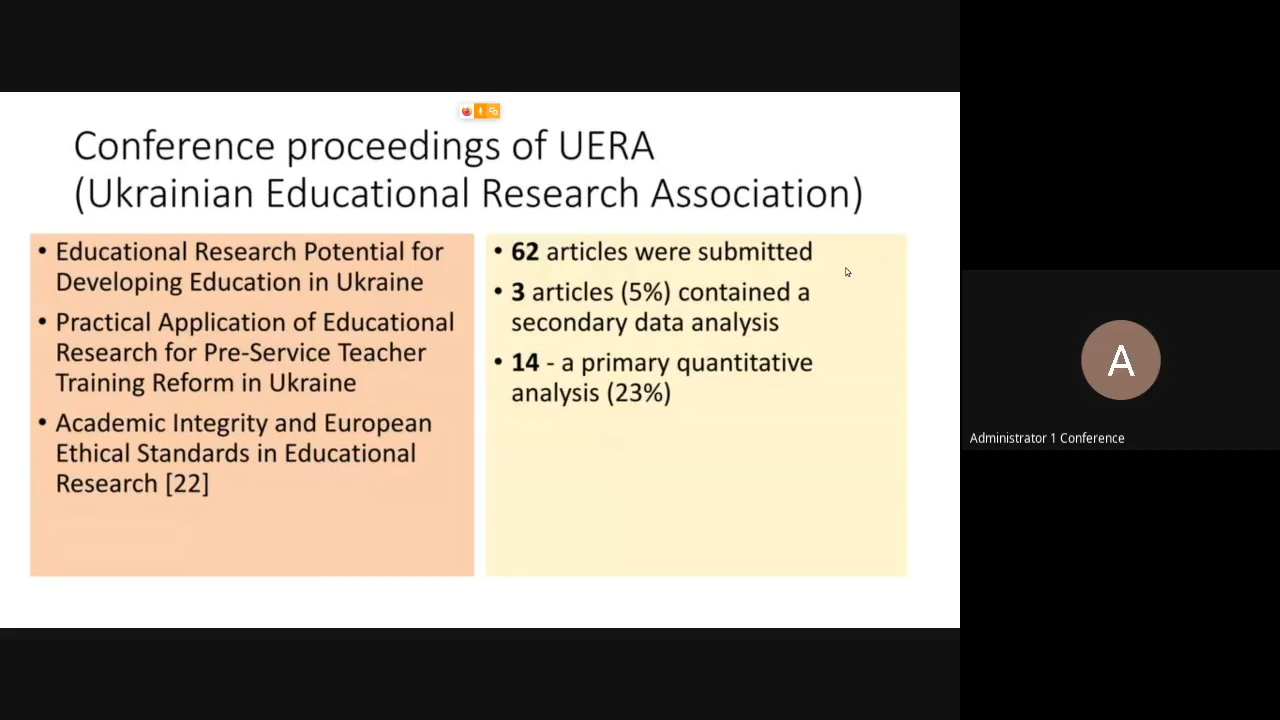 Conference proceedings of UERA
(Ukrainian Educational Research Association)
• Educational Research Potential for
Developing Education in Ukraine
• Practical Application of Educational
Research for Pre-Service Teacher
Training Reform in Ukraine
• Academic Integrity and European
Ethical Standards in Educational
Research [22]
• 62 articles were submitted
• 3 articles (5%) contained a
secondary data analysis
• 14 - a primary quantitative
analysis (23%)
A
Administrator 1 Conference